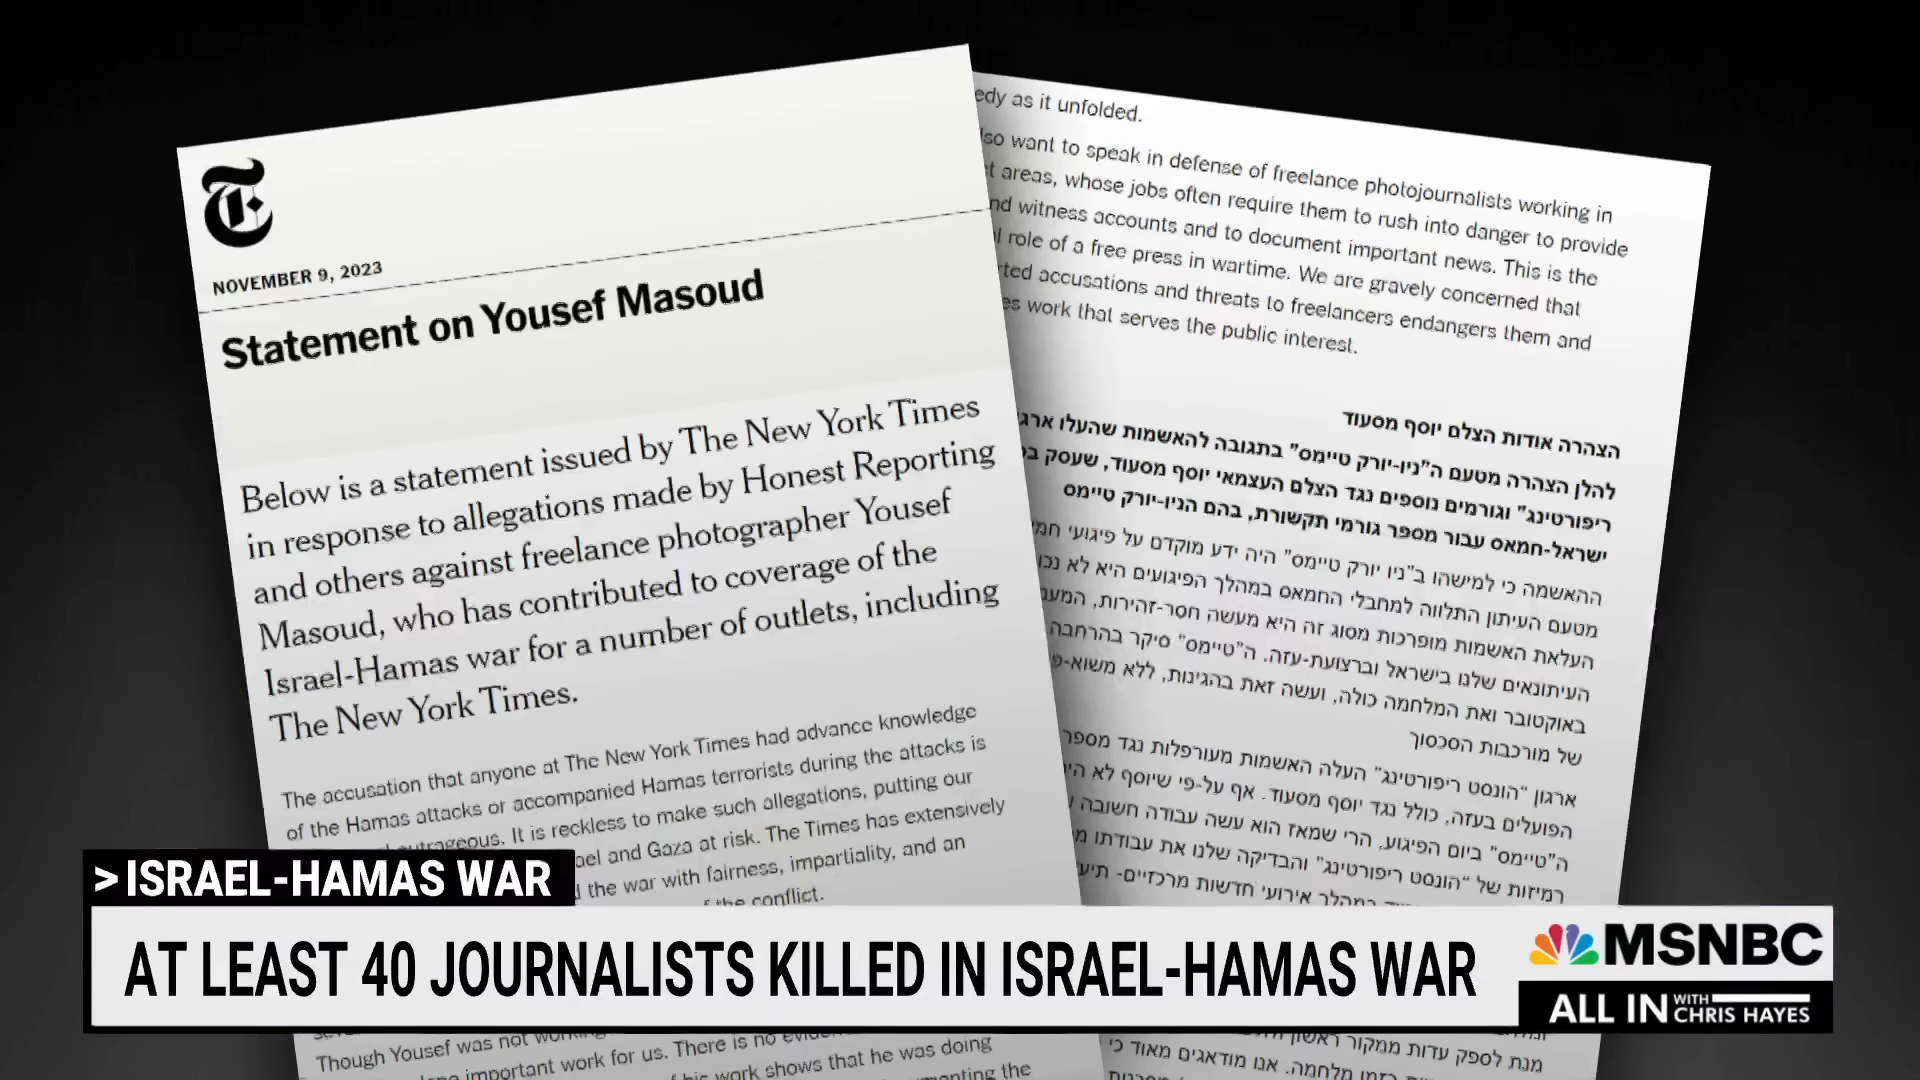 NOVEMBER 9, 2023
Statement on Yousef Masoud
Below is a statement issued by The New York Times
in response to allegations made by Honest Reporting
and others against freelance photographer Yousef
Masoud, who has contributed to coverage of the
Israel-Hamas war for a number of outlets, including
The New York Times.
The accusation that anyone at The New York Times had advance knowledge
of the Hamas attacks or accompanied Hamas terrorists during the attacks is
outrageous. It is reckless to make such allegations, putting our
and Gaza at risk. The Times has extensively
the war with fairness, impartiality, and an
the conflict.
Though Yousef was not working
important work for us. There is no
his work shows that he was doing
the
as it unfolded.
want to speak in defense of freelance photojournalists working in
areas, whose jobs often require them to rush into danger to provide
witness accounts and to document important news. This is the
role of a free press in wartime. We are gravely concerned that
accusations and threats to freelancers endangers them and
work that serves the public interest.
הצהרה אודות הצלם יוסף מסעוד
להלן הצהרה מטעם ה"ניו-יורק טיימס" בתגובה להאשמות שהעלו
ריפורטינג" וגורמים נוספים נגד הצלם העצמאי יוסף מסעוד, שעסק
ישראל-חמאס עבור מספר גורמי תקשורת, בהם הניו-יורק טיימס
ההאשמה כי למישהו ב"ניו יורק טיימס" היה ידע מוקדם על פיגועי
מטעם העיתון התלווה למחבלי החמאס במהלך הפיגועים היא לא
העלאת האשמות מופרכות מסוג זה היא מעשה חסר-זהירות,
העיתונאים שלנו בישראל וברצועת-עזה. ה"טיימס" סיקר בהרחבה
באוקטובר ואת המלחמה כולה, ועשה זאת בהגינות, ללא
של מורכבות הסכסוך
ארגון "הונסט ריפורטינג" העלה האשמות מעורפלות נגד מספר
הפועלים בעזה, כולל נגד יוסף מסעוד. אף על-פי שיוסף לא
ה"טיימס" ביום הפיגוע, הרי שמאז הוא עשה עבודה חשובה
רמיזות של "הונסט ריפורטינג" והבדיקה שלנו את עבודתו
במהלך אירועי חדשות מרכזיים-
מנת לספק עדות ממקור ראשון
מלחמה. אנו מודאגים מאוד כי
>ISRAEL-HAMAS WAR
AT LEAST 40 JOURNALISTS KILLED IN ISRAEL-HAMAS WAR
MSNBC
ALL IN WITH CHRIS HAYES